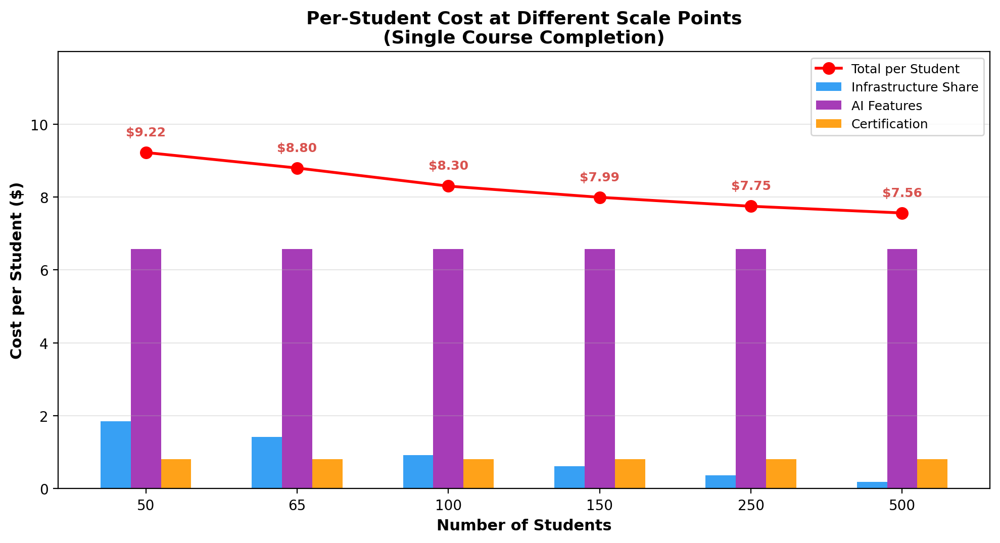 Per-Student Cost at Different Scale Points
(Single Course Completion)
Total per Student
Infrastructure Share
AI Features
Certification
$9.22
$8.80
$8.30
$7.99
$7.75
$7.56
Cost per Student ($)
10
8
6
4
2
0
50
65
100
150
250
500
Number of Students